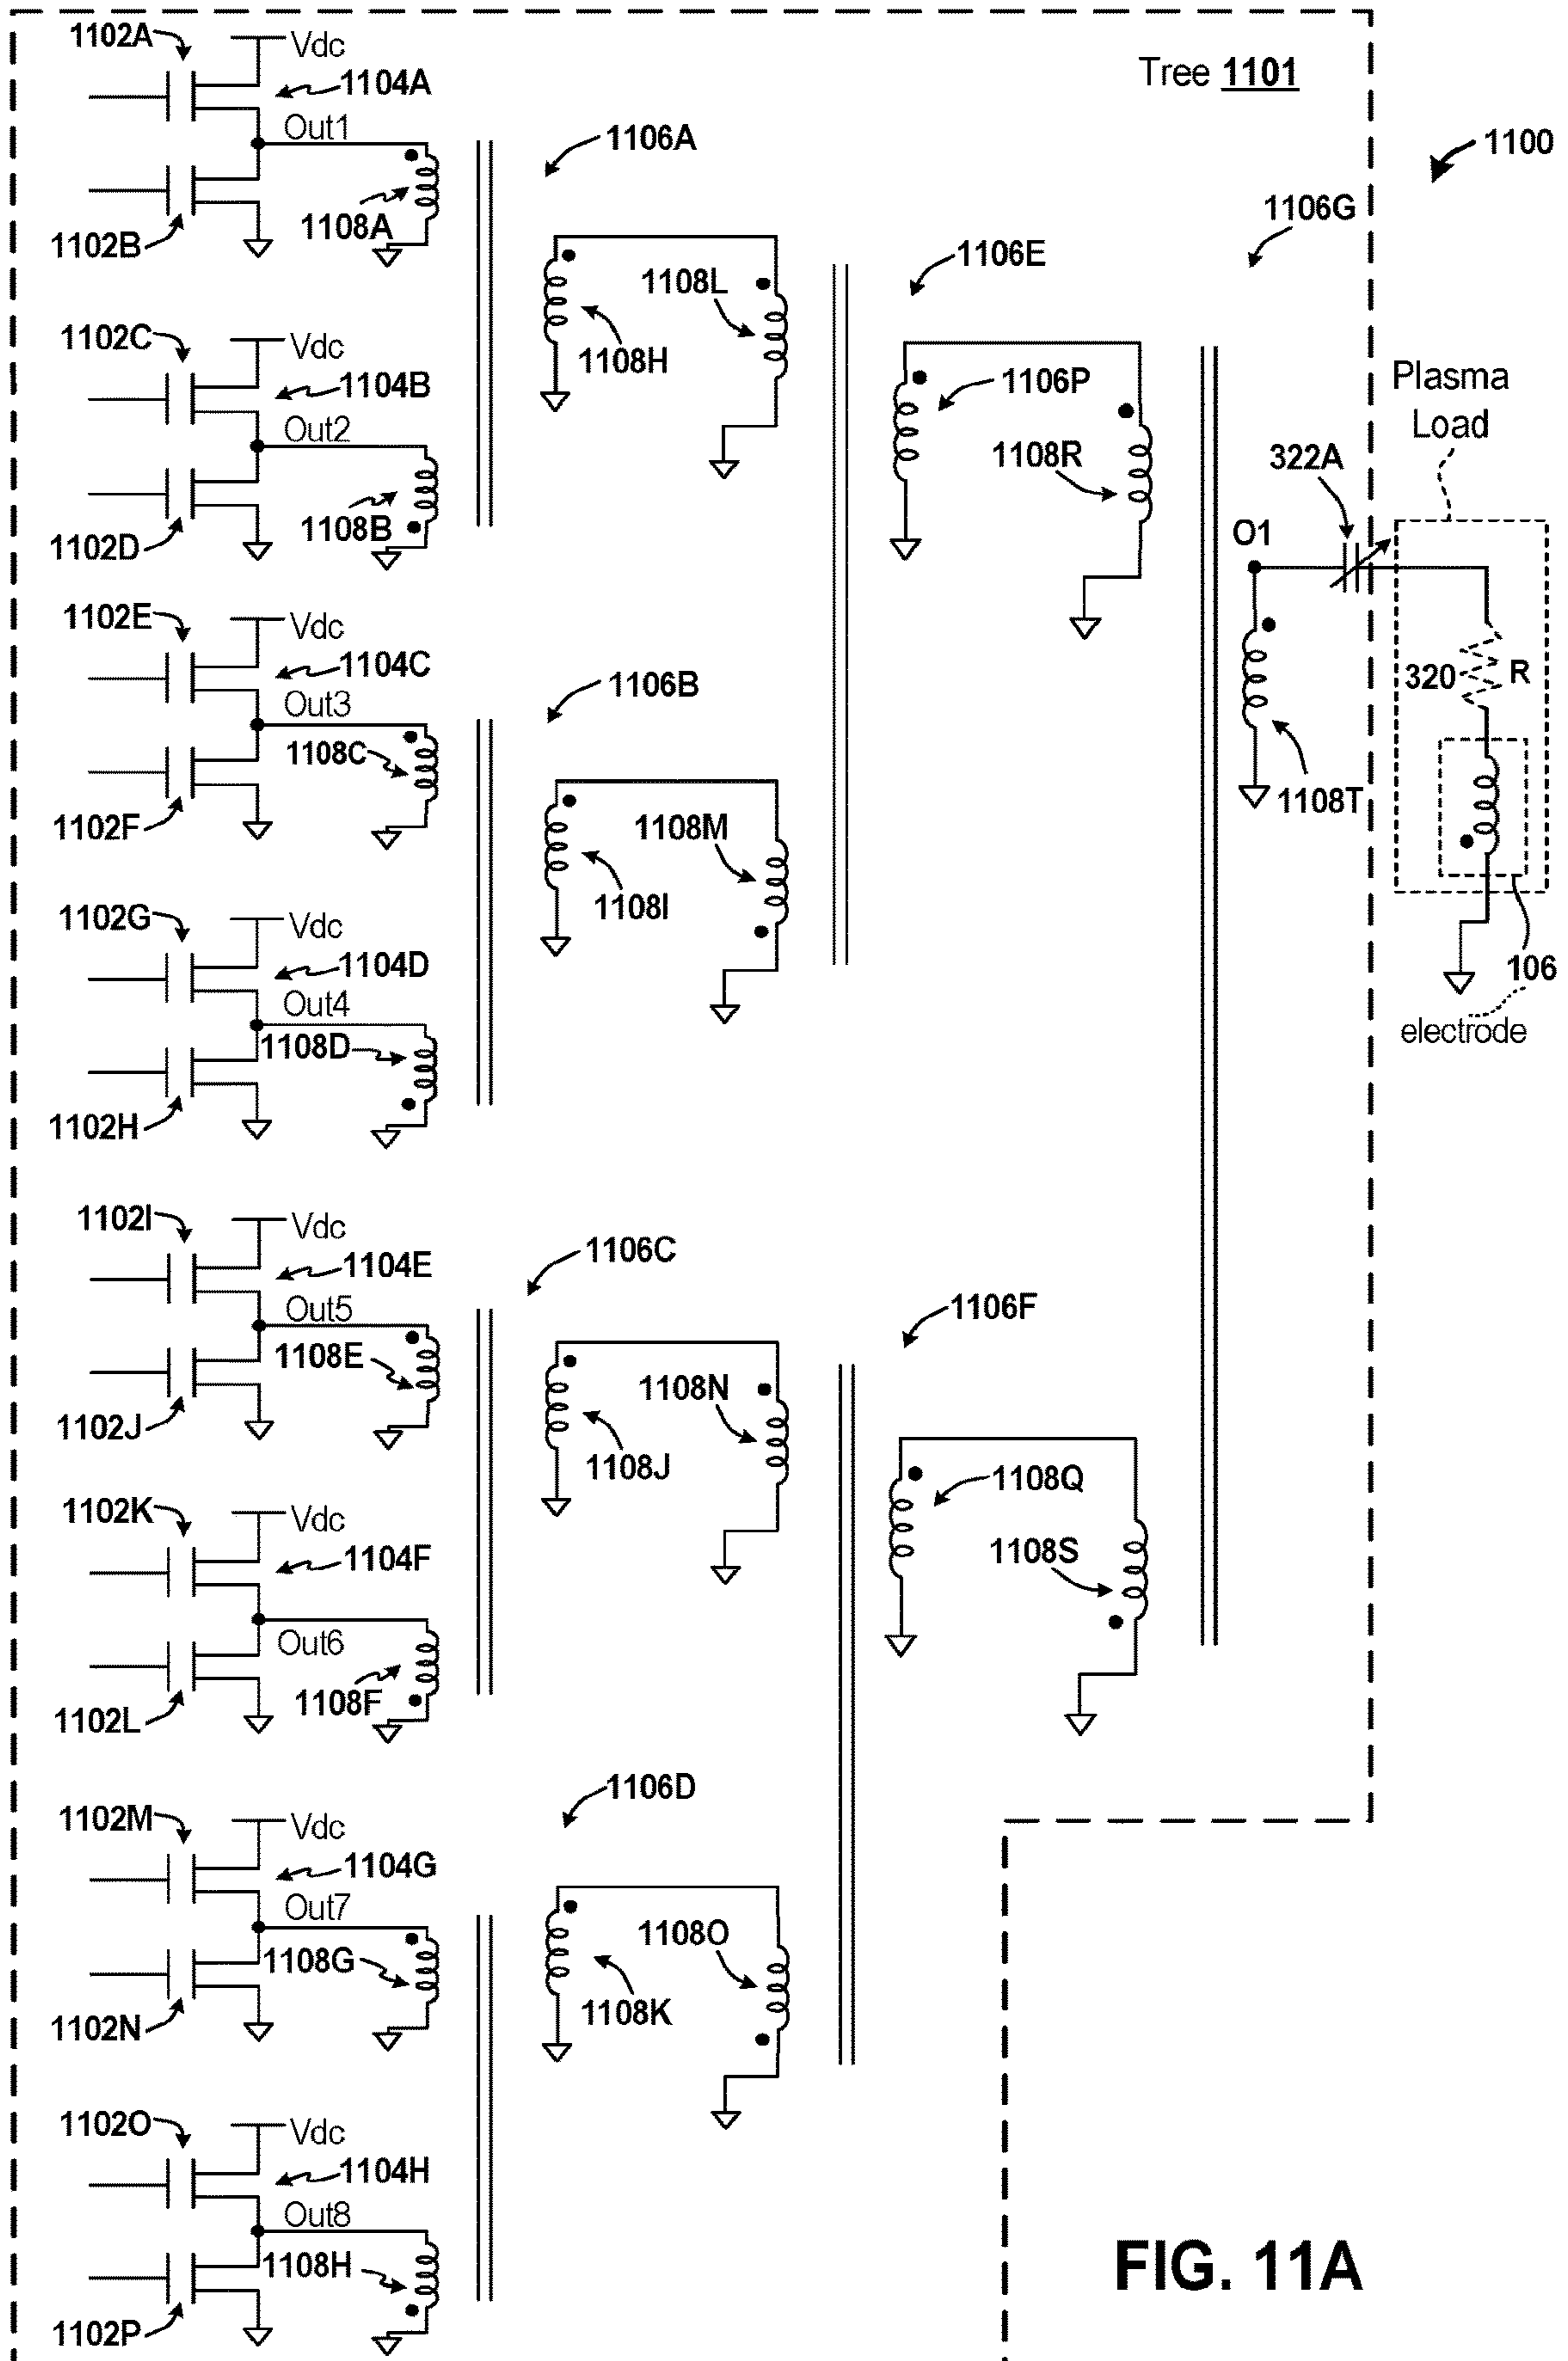 1102A
Vdc
1104A
Out1
1102B
1108A
1106A
Tree 1101
1100
1106G
1102C
Vdc
1104B
Out2
1102D
1108B
1108H
1108L
1106E
1106P
1108R
Plasma
Load
322A
O1
1102E
Vdc
1104C
Out3
1108C
1102F
1106B
320
R
1108T
1108I
1108M
1102G
Vdc
1104D
Out4
1108D
1102H
106
electrode
1102I
Vdc
1104E
Out5
1108E
1102J
1106C
1106F
1108J
1108N
1108Q
1108S
1102K
Vdc
1104F
Out6
1108F
1102L
1106D
1102M
Vdc
1104G
Out7
1108G
1102N
1108K
1108O
1102O
Vdc
1104H
Out8
1108H
1102P
FIG. 11A